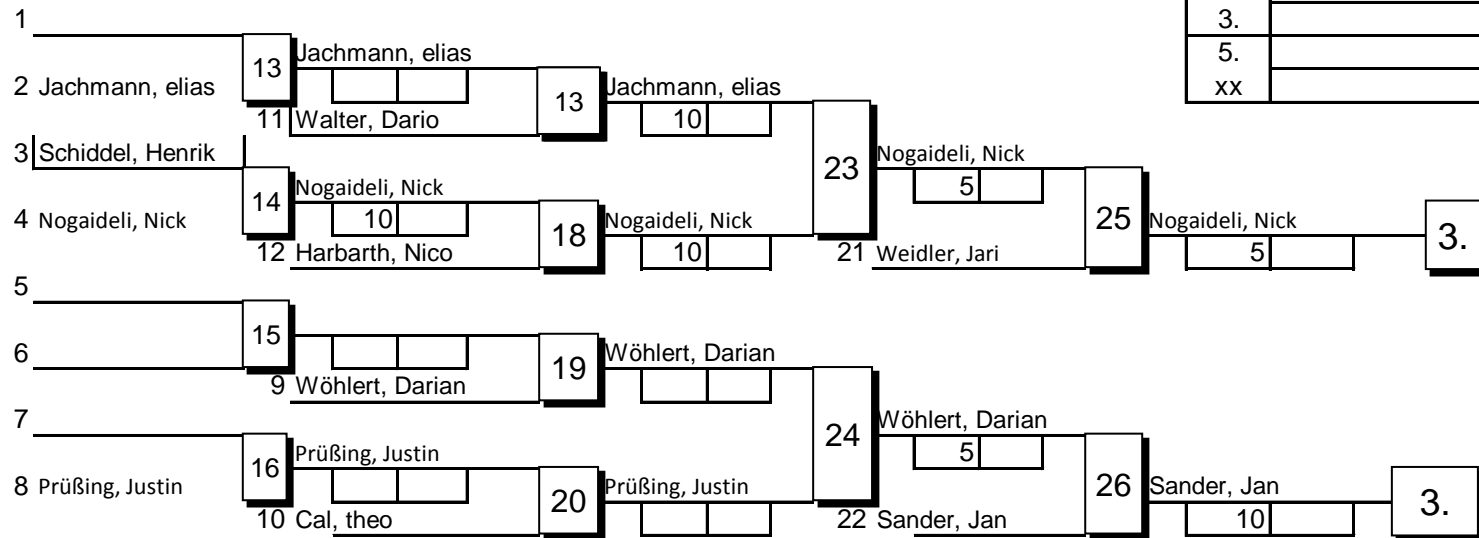 1
3.
13 Jachmann, elias
5.
2 Jachmann, elias
xx
13 Jachmann, elias
11 Walter, Dario
10
3 Schiddel, Henrik
23 Nogaideli, Nick
14 Nogaideli, Nick
5
4 Nogaideli, Nick
10
18 Nogaideli, Nick
25 Nogaideli, Nick
3.
12 Harbarth, Nico
10
21 Weidler, Jari
5
5
15
6
19 Wöhlert, Darian
9 Wöhlert, Darian
7
24 Wöhlert, Darian
16 Prüßing, Justin
5
8 Prüßing, Justin
20 Prüßing, Justin
26 Sander, Jan
3.
10 Cal, theo
22 Sander, Jan
10